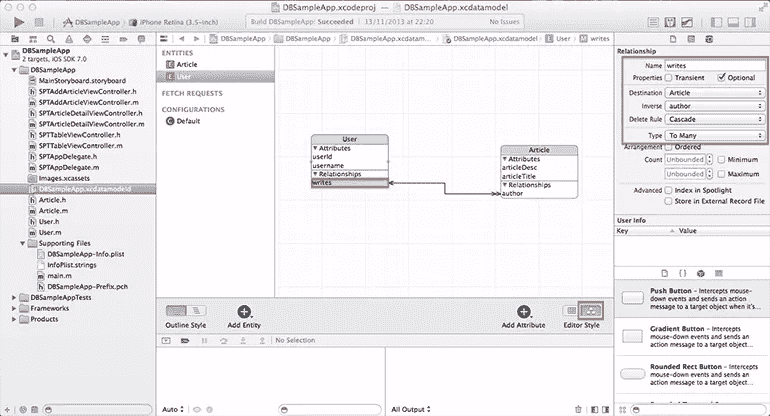 DBSampleApp.xcodeproj — DBSampleApp.xcdatamodel
DBSampleApp iPhone Retina (3.5-inch)
Build DBSampleApp: Succeeded 13/11/2013 at 22:20
No Issues
DBSampleApp
2 targets, iOS SDK 7.0
DBSampleApp
MainStoryboard.storyboard
SPTAddArticleViewController.h
SPTAddArticleViewController.m
SPTArticleDetailViewController.h
SPTArticleDetailViewController.m
SPTTableViewController.h
SPTTableViewController.m
SPTAppDelegate.h
SPTAppDelegate.m
Images.xcassets
DBSampleApp.xcdatamodeld
Article.h
Article.m
User.h
User.m
Supporting Files
DBSampleApp-Info.plist
InfoPlist.strings
main.m
DBSampleApp-Prefix.pch
DBSampleAppTests
Frameworks
Products
DBSampleApp DBSampleApp DBSampleApp.xcdatam... DBSampleApp.xcdatamodel User writes
ENTITIES
E Article
E User
FETCH REQUESTS
CONFIGURATIONS
C Default
User
Attributes
userId
username
Relationships
writes
Article
Attributes
articleDesc
articleTitle
Relationships
author
Outline Style
Add Entity
Add Attribute
Editor Style
No Selection
Auto
All Output
Relationship
Name writes
Properties Transient Optional
Destination Article
Inverse author
Delete Rule Cascade
Type To Many
Arrangement Ordered
Count Unbounded Minimum
Unbounded Maximum
Advanced Index in Spotlight
Store in External Record File
User Info
Key Value
Push Button – Intercepts mouse-
down events and sends an action
message to a target object when it's...
Gradient Button – Intercepts
mouse-down events and sends an
action message to a target object...
Rounded Rect Button – Intercepts
mouse-down events and sends an
action message to a target object...